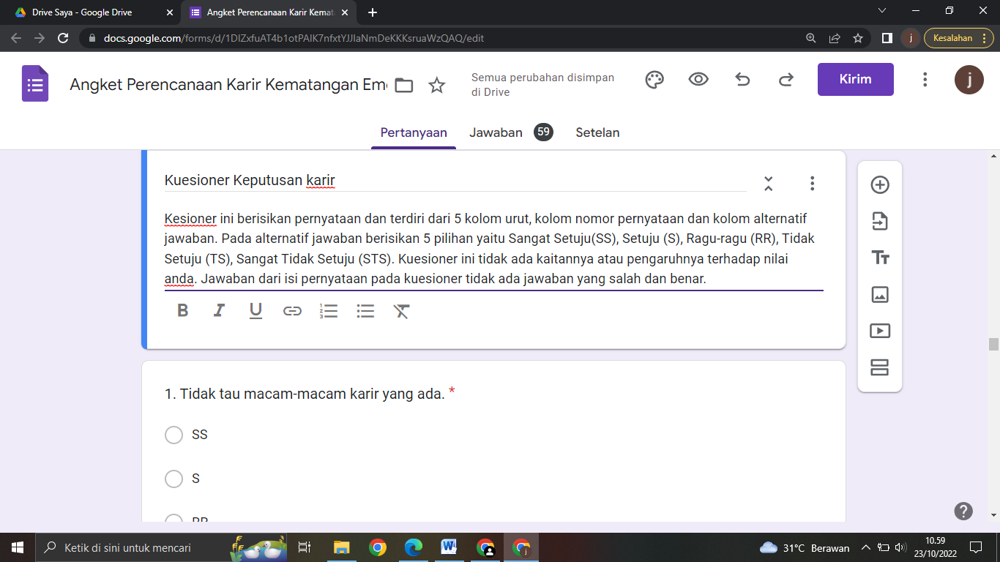 Drive Saya - Google Drive
Angket Perencanaan Karir Kemat
docs.google.com/forms/d/1DIZxfuAT4b1otPAIK7nfxtYJJIaNmDeKKKsruaWzQAQ/edit
j
Kesalahan
Angket Perencanaan Karir Kematangan Em
Semua perubahan disimpan
di Drive
Kirim
j
Pertanyaan
Jawaban 59
Setelan
Kuesioner Keputusan karir
Kesioner ini berisikan pernyataan dan terdiri dari 5 kolom urut, kolom nomor pernyataan dan kolom alternatif
jawaban. Pada alternatif jawaban berisikan 5 pilihan yaitu Sangat Setuju(SS), Setuju (S), Ragu-ragu (RR), Tidak
Setuju (TS), Sangat Tidak Setuju (STS). Kuesioner ini tidak ada kaitannya atau pengaruhnya terhadap nilai
anda. Jawaban dari isi pernyataan pada kuesioner tidak ada jawaban yang salah dan benar.
B I U
1. Tidak tau macam-macam karir yang ada. *
SS
S
RR
Ketik di sini untuk mencari
31°C Berawan
10.59
23/10/2022